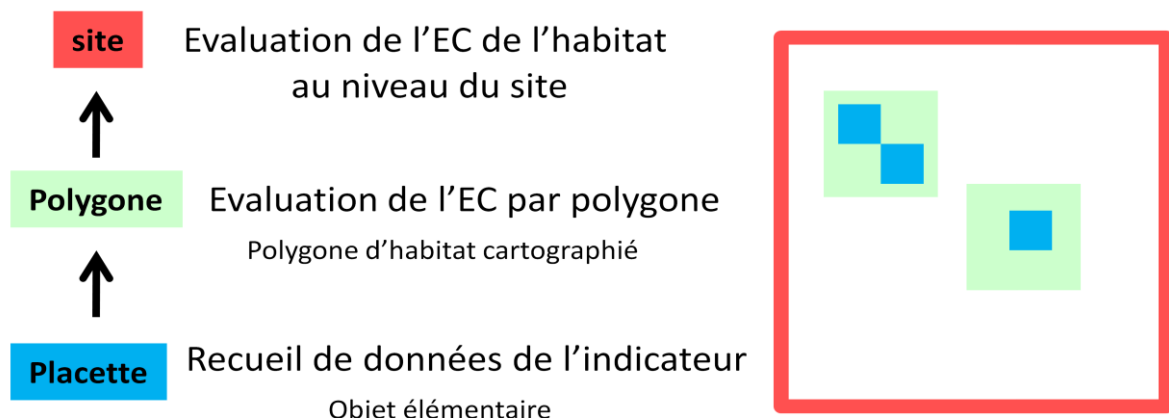 site
Evaluation de l’EC de l’habitat
au niveau du site
Polygone
Evaluation de l’EC par polygone
Polygone d’habitat cartographié
Placette
Recueil de données de l’indicateur
Objet élémentaire